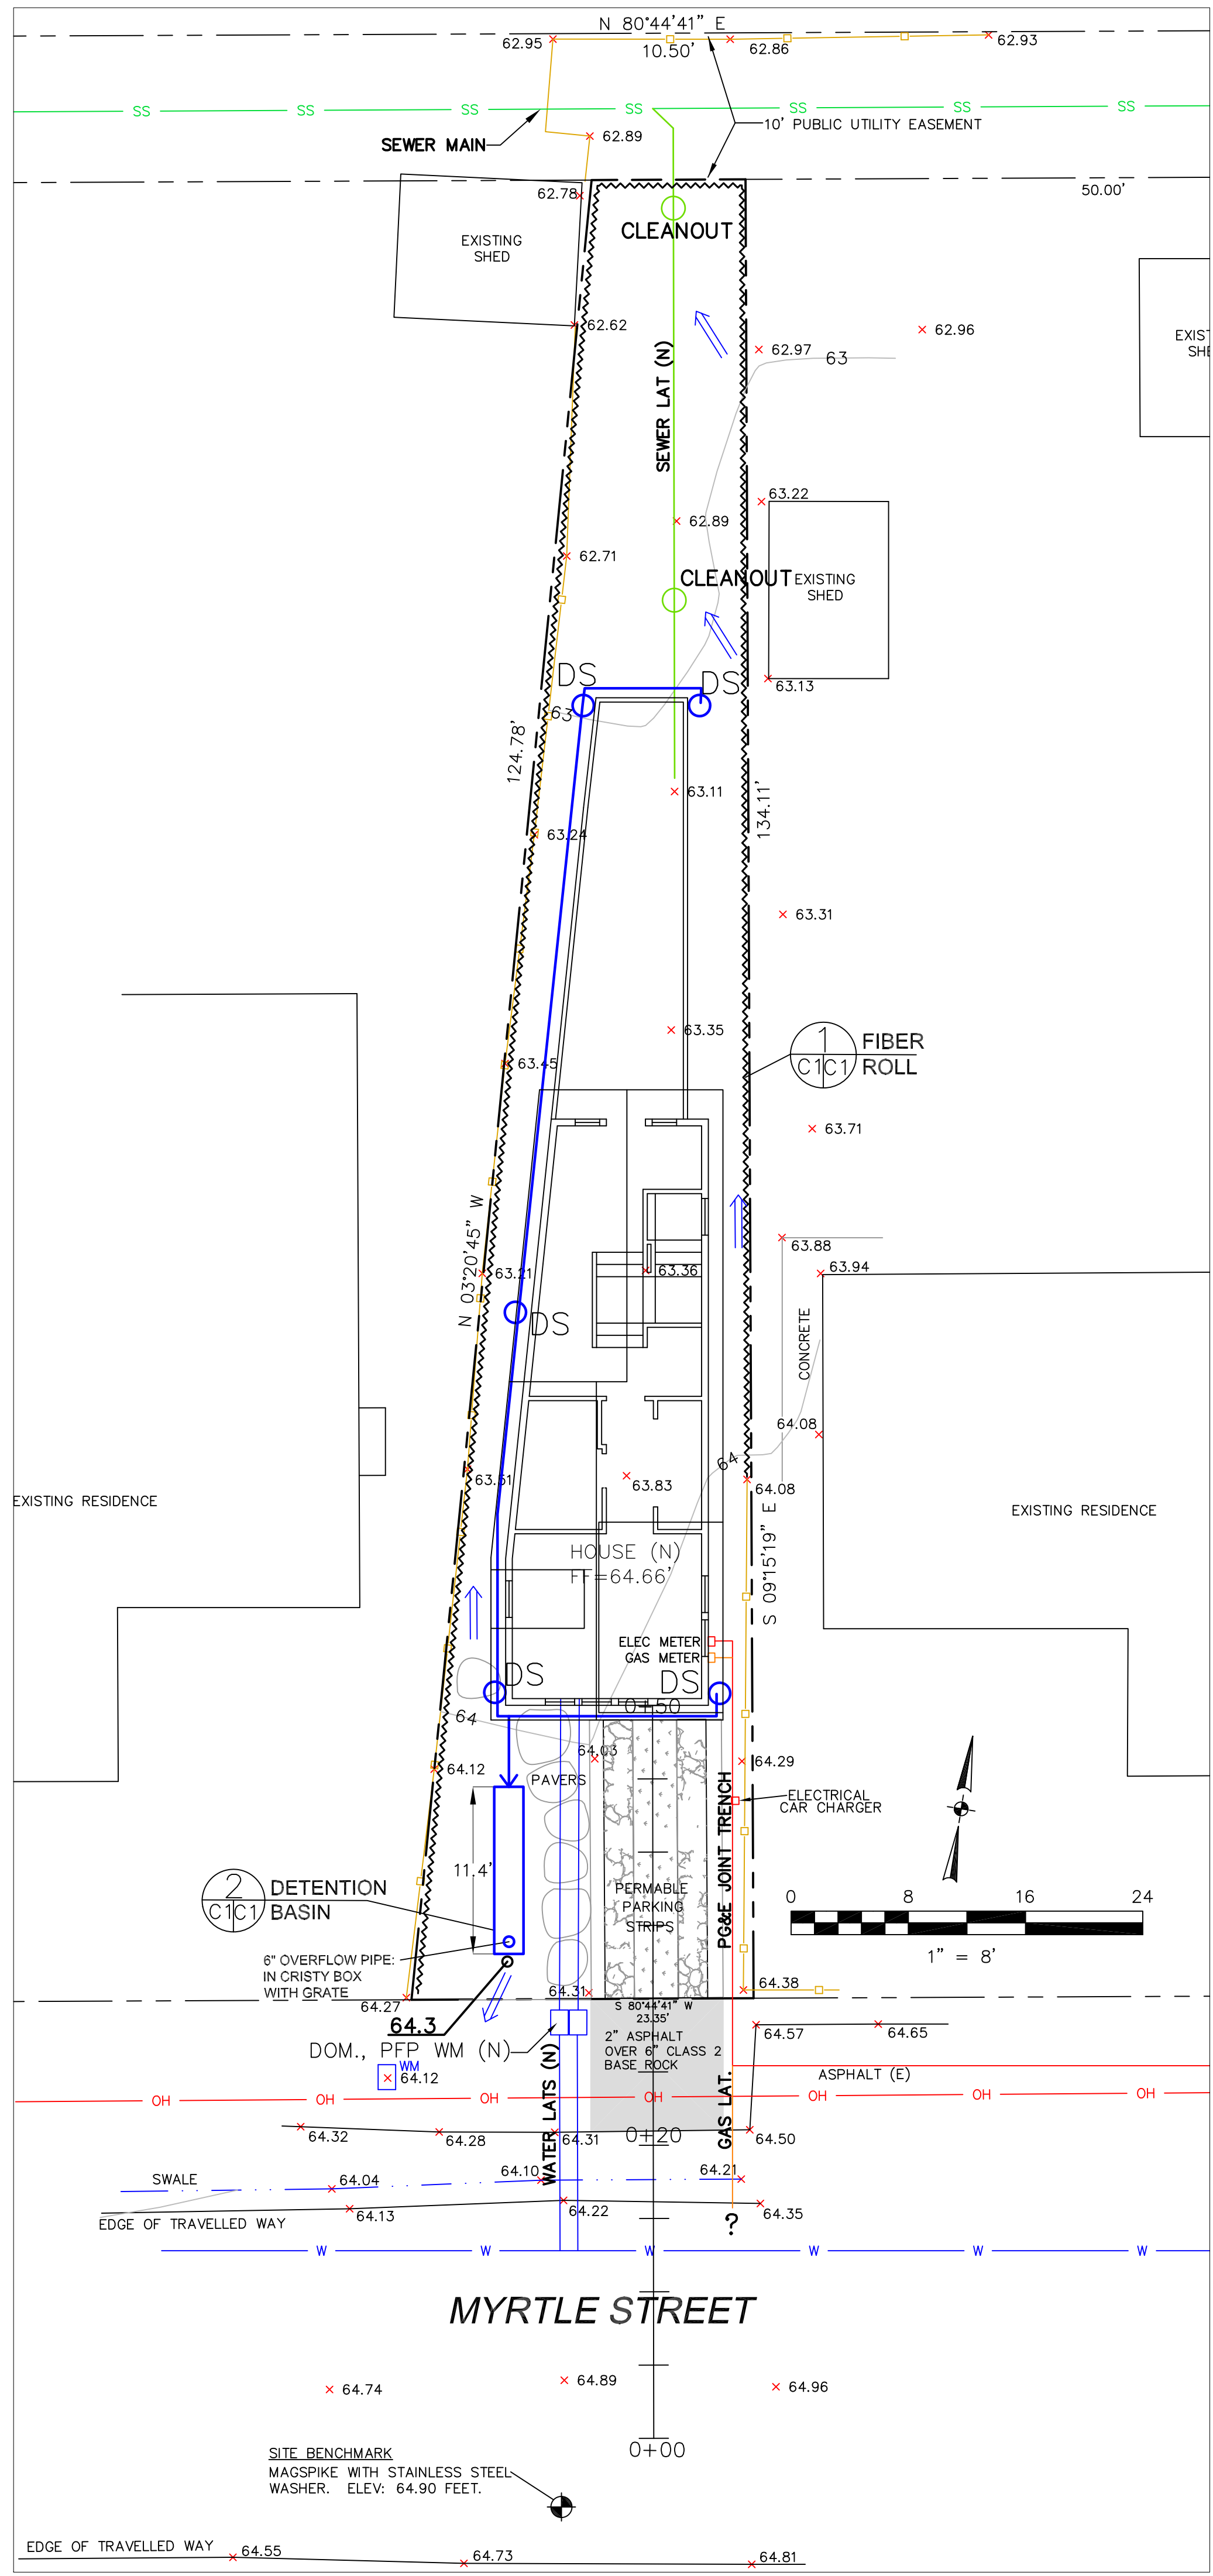 N 80°44'41" E
62.95
10.50'
62.86
62.93
SS SS SS SS SS SS SS
10' PUBLIC UTILITY EASEMENT
SEWER MAIN
62.89
62.78
50.00'
CLEANOUT
EXISTING
SHED
62.62
62.96
62.97
63
EXIST
SHE
SEWER LAT (N)
63.22
62.89
62.71
CLEANOUT
EXISTING
SHED
DS
DS
63.13
63
124.78'
63.11
134.11'
63.24
63.31
63.35
1
C1 C1
FIBER
ROLL
63.45
63.71
N 03°20'45" W
63.88
63.94
63.21
63.36
DS
CONCRETE
64.08
64
63.51
63.83
64.08
EXISTING RESIDENCE
EXISTING RESIDENCE
S 09°15'19" E
HOUSE (N)
FF=64.66'
ELEC METER
GAS METER
DS
DS
0+50
64
64.03
64.12
64.29
PAVERS
ELECTRICAL
CAR CHARGER
PG&E JOINT TRENCH
11.4'
2
C1 C1
DETENTION
BASIN
PERMABLE
PARKING
STRIPS
0 8 16 24
1" = 8'
6" OVERFLOW PIPE:
IN CRISTY BOX
WITH GRATE
64.27
64.31
64.38
S 80°44'41" W
23.35'
64.3
64.57
64.65
2" ASPHALT
OVER 6" CLASS 2
BASE ROCK
DOM., PFP WM (N)
WM
64.12
WATER LATS (N)
GAS LAT.
ASPHALT (E)
OH OH OH OH OH OH OH
64.32
64.28
64.31
0+20
64.50
SWALE
64.04
64.10
64.21
64.13
64.22
64.35
EDGE OF TRAVELLED WAY
?
W W W W W W
MYRTLE STREET
64.74
64.89
64.96
0+00
SITE BENCHMARK
MAGSPIKE WITH STAINLESS STEEL
WASHER. ELEV: 64.90 FEET.
EDGE OF TRAVELLED WAY
64.55
64.73
64.81